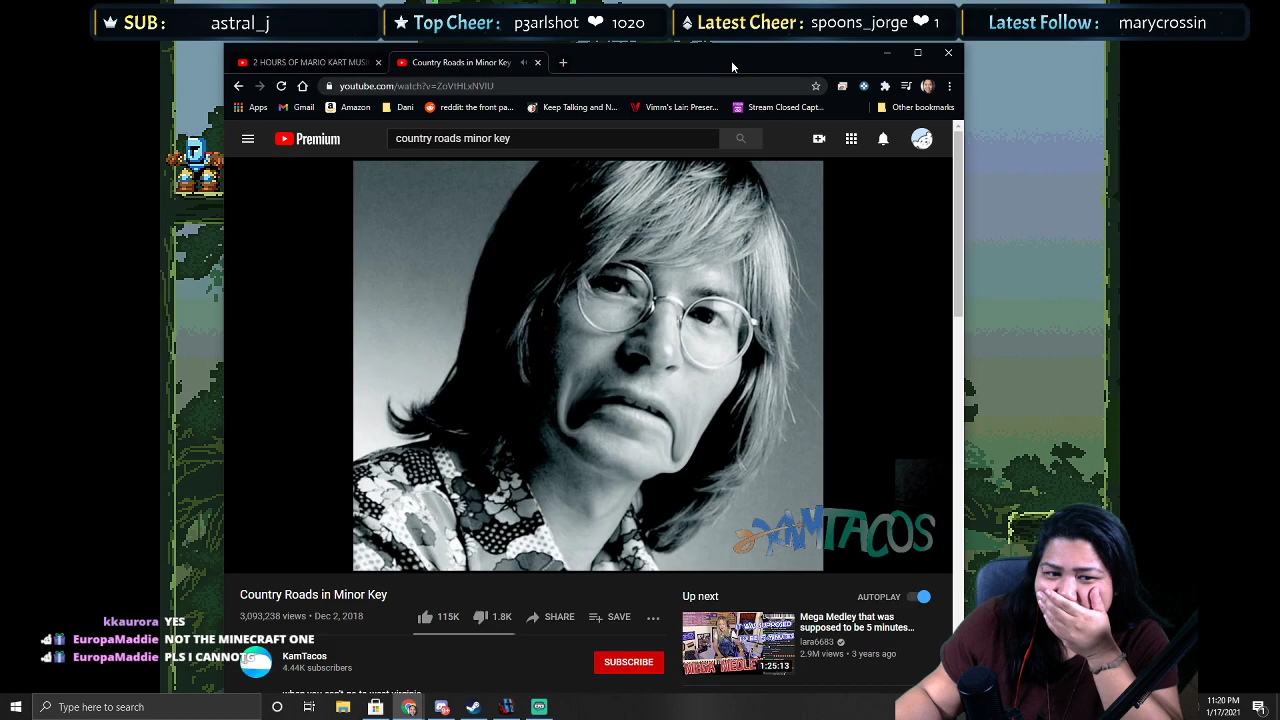 SUB: astral_j
★ Top Cheer: p3arlshot ❤ 1020
Latest Cheer: spoons_jorge ❤ 1
Latest Follow: marycrossin
2 HOURS OF MARIO KART MUSI
Country Roads in Minor Key
youtube.com/watch?v=ZoVtHLxNVIU
Apps
Gmail
Amazon
Dani
reddit: the front pa...
Keep Talking and N...
Vimm's Lair: Preser...
Stream Closed Capt...
Other bookmarks
Premium
country roads minor key
KAMTACOS
Country Roads in Minor Key
3,093,238 views • Dec 2, 2018
115K
1.8K
SHARE
SAVE
Up next
AUTOPLAY
Mega Medley that was
supposed to be 5 minutes...
lara6683
2.9M views • 3 years ago
1:25:13
kkaurora YES
EuropaMaddie NOT THE MINECRAFT ONE
EuropaMaddie PLS I CANNOTG
KamTacos
4.44K subscribers
SUBSCRIBE
Type here to search
11:20 PM
1/17/2021